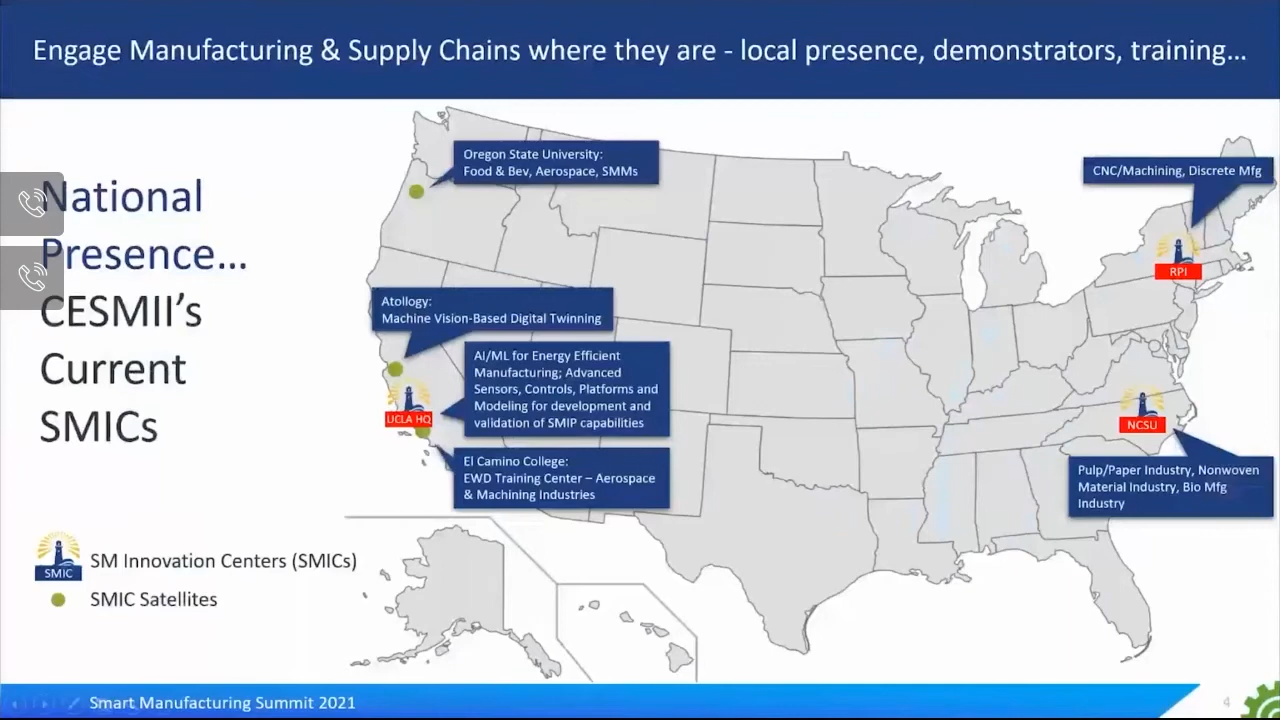 Engage Manufacturing & Supply Chains where they are - local presence, demonstrators, training...
National
Presence...
CESMII's
Current
SMICs
Oregon State University:
Food & Bev, Aerospace, SMMs
CNC/Machining, Discrete Mfg
RPI
Atollogy:
Machine Vision-Based Digital Twinning
AI/ML for Energy Efficient
Manufacturing; Advanced
Sensors, Controls, Platforms and
Modeling for development and
validation of SMIP capabilities
UCLA HQ
NCSU
El Camino College:
EWD Training Center – Aerospace
& Machining Industries
Pulp/Paper Industry, Nonwoven
Material Industry, Bio Mfg
Industry
SMIC
SM Innovation Centers (SMICs)
SMIC Satellites
Smart Manufacturing Summit 2021
4